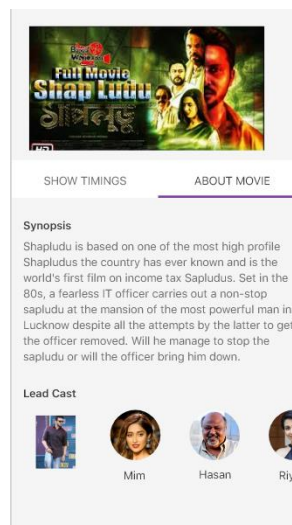 Full Movie
Shap Ludu
সাপলুডু
HD
SHOW TIMINGS
ABOUT MOVIE
Synopsis
Shapludu is based on one of the most high profile
Shapludus the country has ever known and is the
world's first film on income tax Sapludus. Set in the
80s, a fearless IT officer carries out a non-stop
sapludu at the mansion of the most powerful man in
Lucknow despite all the attempts by the latter to get
the officer removed. Will he manage to stop the
sapludu or will the officer bring him down.
Lead Cast
Mim
Hasan
Riy